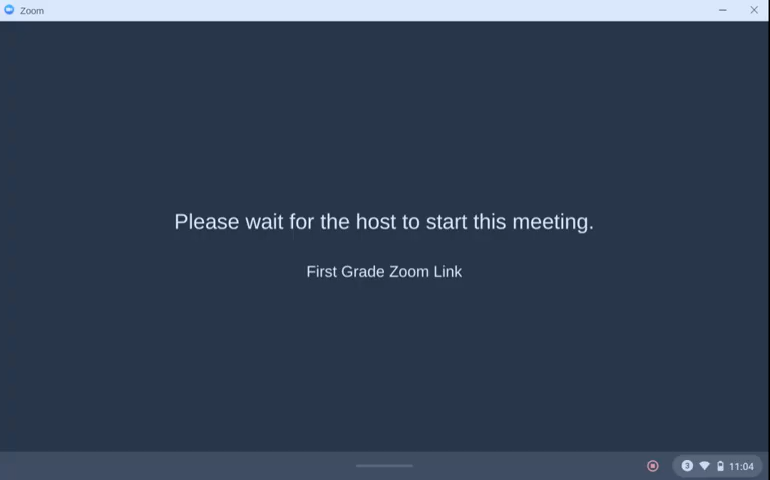 Zoom
Please wait for the host to start this meeting.
First Grade Zoom Link
3 11:04